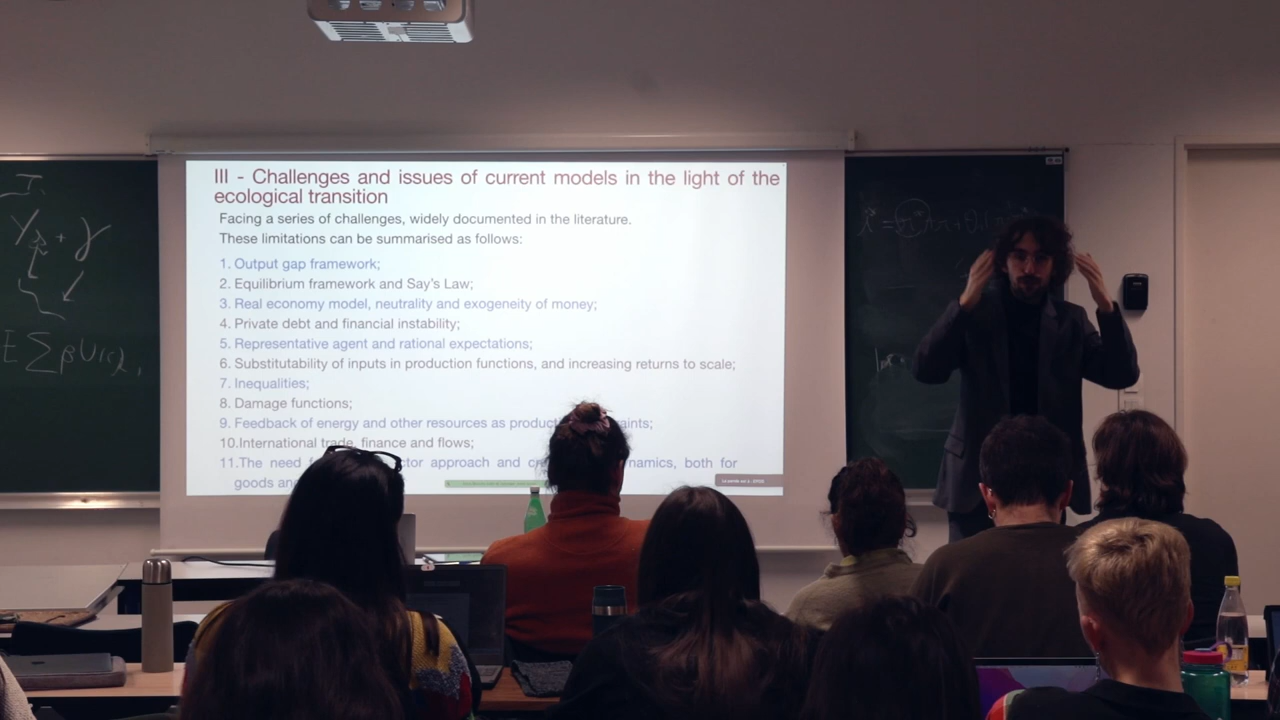 III - Challenges and issues of current models in the light of the
ecological transition
Facing a series of challenges, widely documented in the literature.
These limitations can be summarised as follows:
1. Output gap framework;
2. Equilibrium framework and Say's Law;
3. Real economy model, neutrality and exogeneity of money;
4. Private debt and financial instability;
5. Representative agent and rational expectations;
6. Substitutability of inputs in production functions, and increasing returns to scale;
7. Inequalities;
8. Damage functions;
9. Feedback of energy and other resources as
10.International trade, finance and flows;
11.The need approach and both for
goods
E ∑ β U(c)